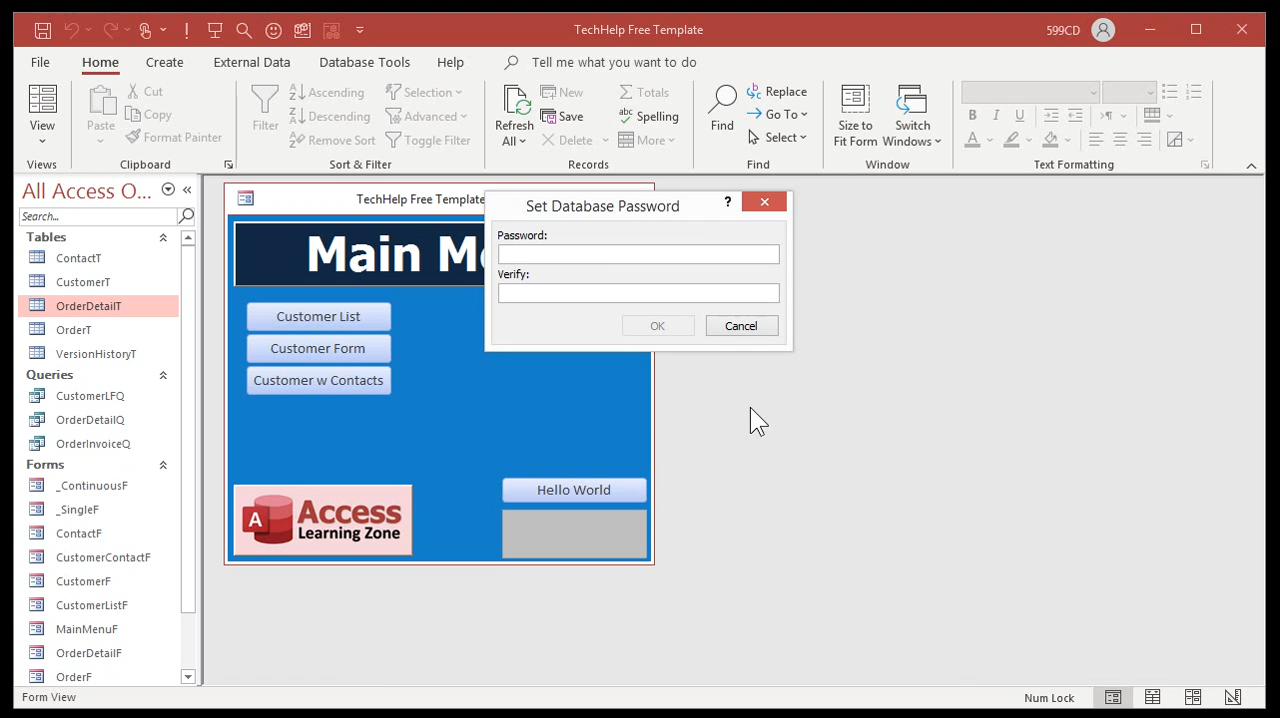 TechHelp Free Template
599CD
File Home Create External Data Database Tools Help Tell me what you want to do
View
Views
Paste
Cut
Copy
Format Painter
Clipboard
Filter
Ascending
Descending
Remove Sort
Selection
Advanced
Toggle Filter
Sort & Filter
Refresh
All
New
Save
Delete
Totals
Spelling
More
Records
Find
Replace
Go To
Select
Find
Size to
Fit Form
Switch
Windows
Window
B I U
A
Text Formatting
All Access O...
Search...
Tables
ContactT
CustomerT
OrderDetailT
OrderT
VersionHistoryT
Queries
CustomerLFQ
OrderDetailQ
OrderInvoiceQ
Forms
_ContinuousF
_SingleF
ContactF
CustomerContactF
CustomerF
CustomerListF
MainMenuF
OrderDetailF
OrderF
TechHelp Free Template
Main M
Customer List
Customer Form
Customer w Contacts
A Access
Learning Zone
Hello World
Set Database Password
?
Password:
Verify:
OK
Cancel
Form View
Num Lock